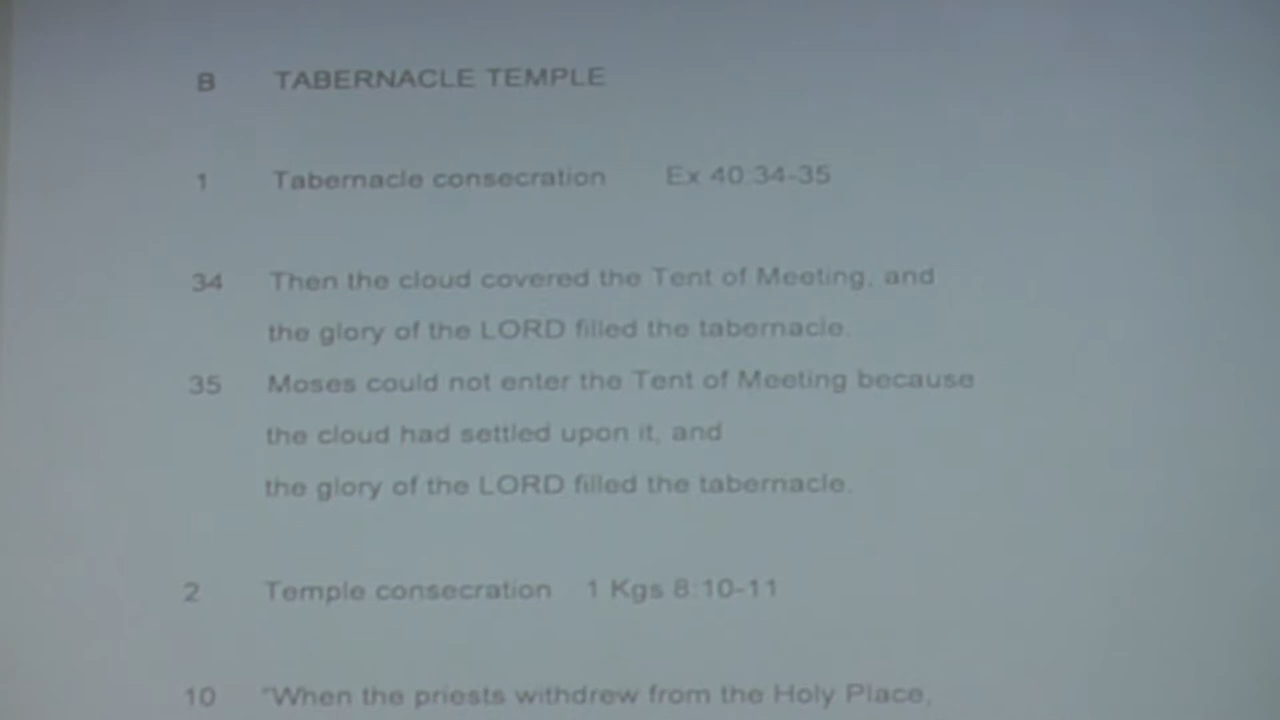 B TABERNACLE TEMPLE
1 Tabernacle consecration Ex 40:34-35
34 Then the cloud covered the Tent of Meeting, and
the glory of the LORD filled the tabernacle.
35 Moses could not enter the Tent of Meeting because
the cloud had settled upon it, and
the glory of the LORD filled the tabernacle.
2 Temple consecration 1 Kgs 8:10-11
10 "When the priests withdrew from the Holy Place,